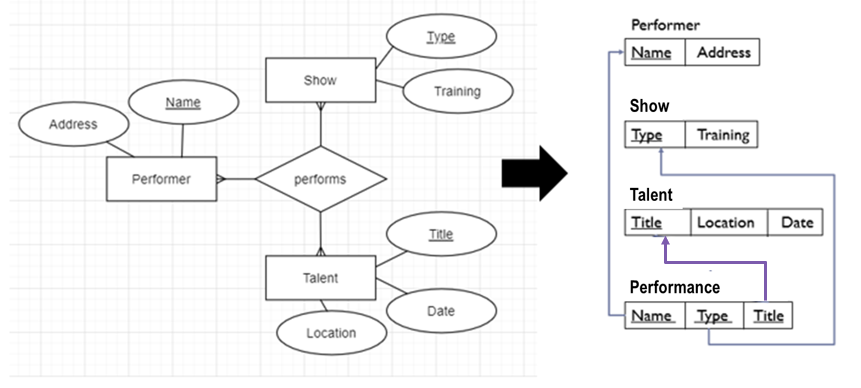 Type
Show
Training
Name
Address
Performer
performs
Title
Talent
Date
Location
Performer
Name Address
Show
Type Training
Talent
Title Location Date
Performance
Name Type Title